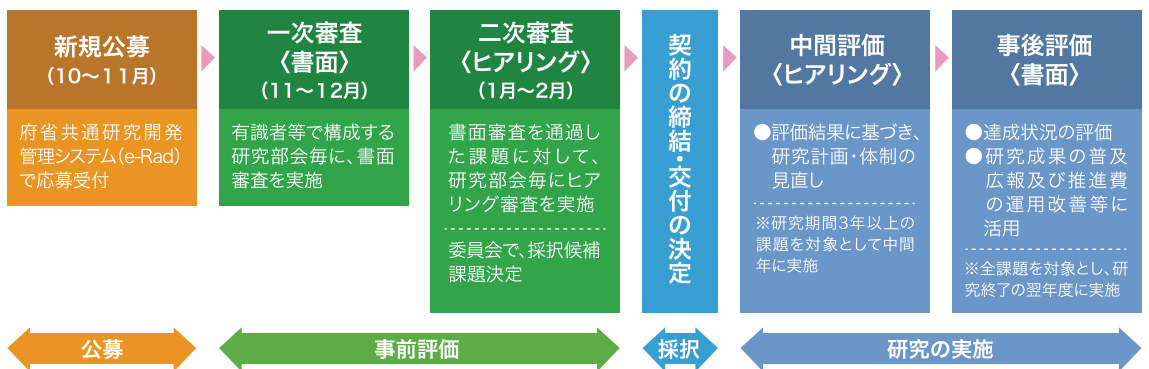 新規公募
（10～11月）
府省共通研究開発
管理システム（e-Rad）
で応募受付
一次審査
〈書面〉
（11～12月）
有識者等で構成する
研究部会毎に、書面
審査を実施
二次審査
〈ヒアリング〉
（1月～2月）
書面審査を通過し
た課題に対して、
研究部会毎にヒア
リング審査を実施
委員会で、採択候補
課題決定
契約の締結・交付の決定
中間評価
〈ヒアリング〉
●評価結果に基づき、
研究計画・体制の
見直し
※研究期間3年以上の
課題を対象として中間
年に実施
事後評価
〈書面〉
●達成状況の評価
●研究成果の普及
広報及び推進費
の運用改善等に
活用
※全課題を対象とし、研
究終了の翌年度に実施
公募
事前評価
採択
研究の実施